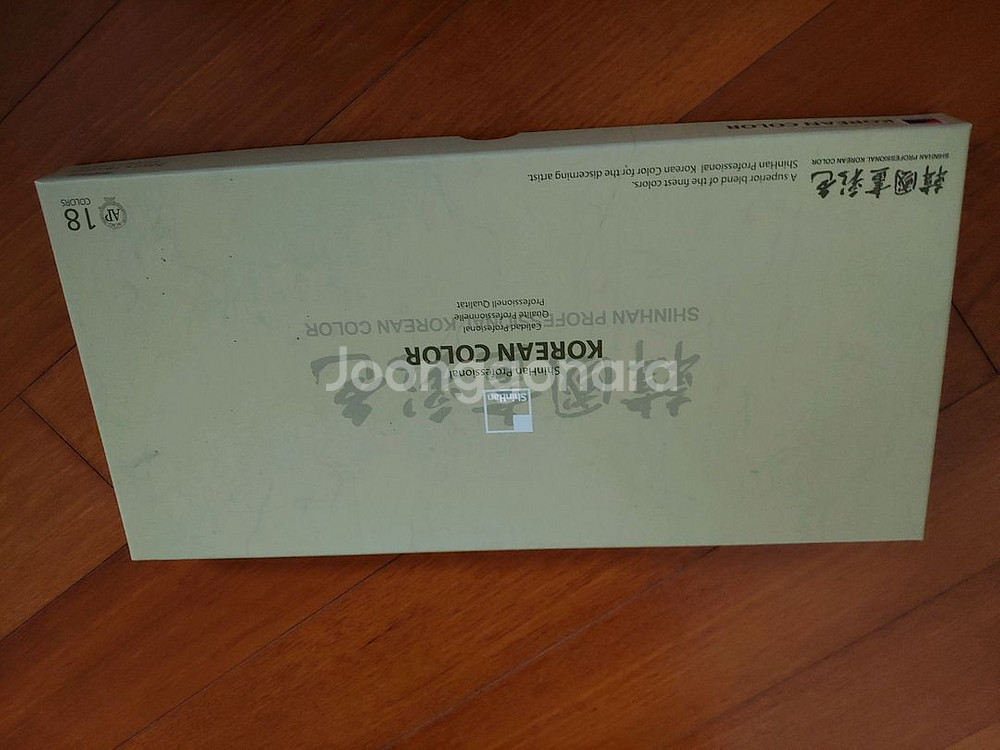 韓國畫彩色
ShinHan
ShinHan Professional
KOREAN COLOR
Calidad Profesional
Qualité Professionnelle
Professionell Qualität
SHINHAN PROFESSIONAL KOREAN COLOR
韓國畫彩色
SHINHAN PROFESSIONAL KOREAN COLOR
A superior blend of the finest colors.
ShinHan Professional Korean Color for the discerning artist.
AP
18
COLORS
KOREAN COLOR
Joonggonara